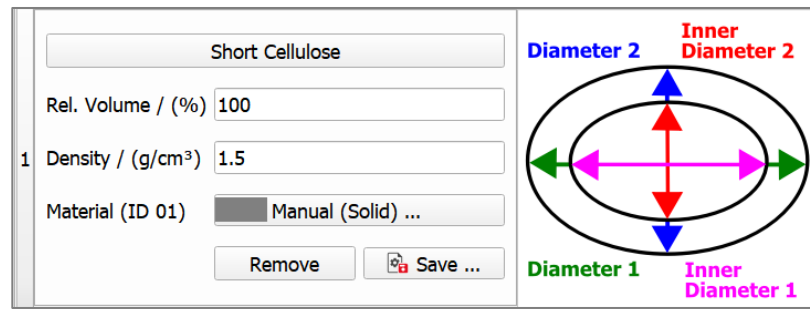 Short Cellulose
Rel. Volume / (%) 100
1 Density / (g/cm³) 1.5
Material (ID 01) Manual (Solid) ...
Remove Save ...
Diameter 2
Inner
Diameter 2
Diameter 1
Inner
Diameter 1